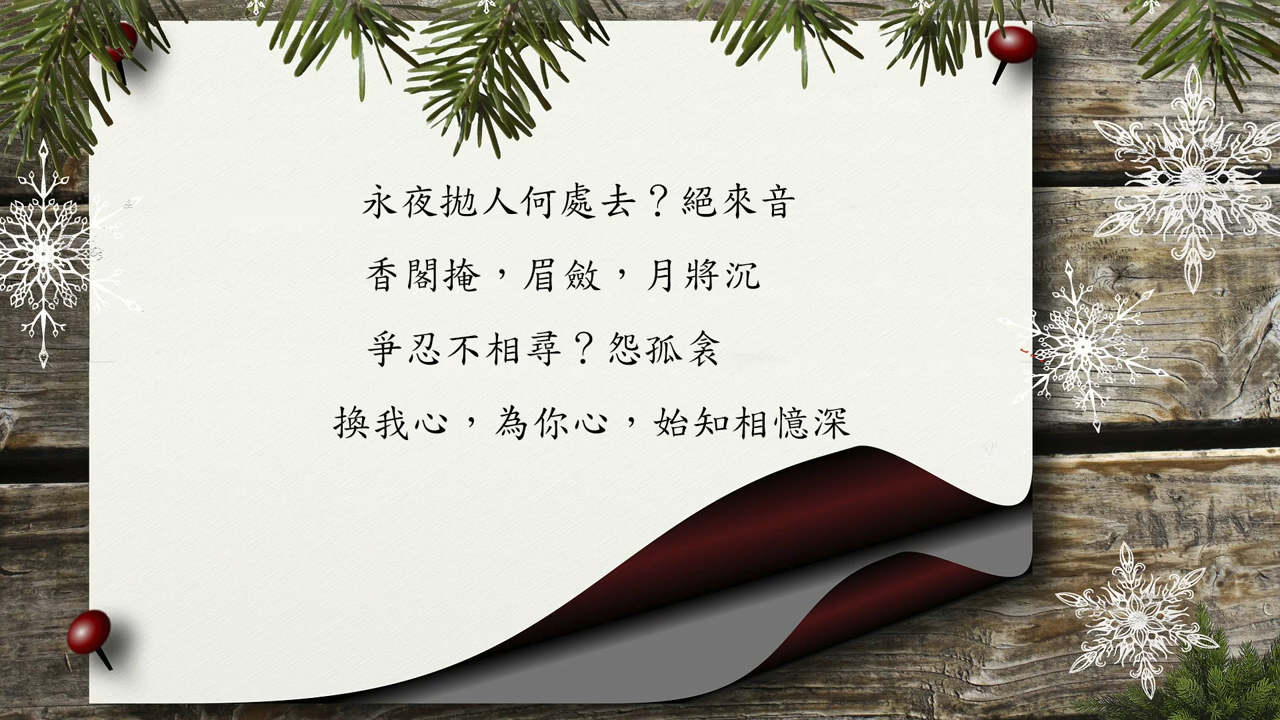 永夜拋人何處去？絕來音
香閣掩，眉斂，月將沉
爭忍不相尋？怨孤衾
換我心，為你心，始知相憶深